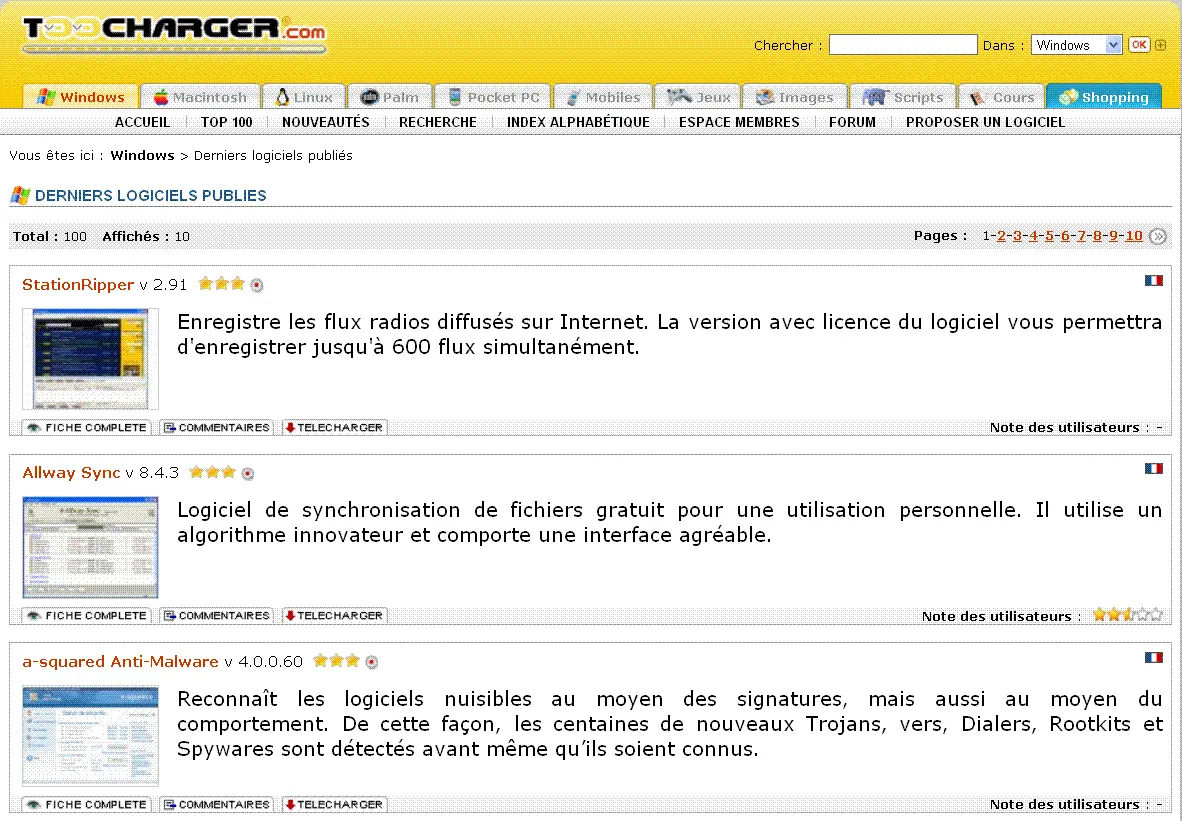 TOOCHARGER.com
Chercher : Dans : Windows OK
Windows Macintosh Linux Palm Pocket PC Mobiles Jeux Images Scripts Cours Shopping
ACCUEIL TOP 100 NOUVEAUTÉS RECHERCHE INDEX ALPHABÉTIQUE ESPACE MEMBRES FORUM PROPOSER UN LOGICIEL
Vous êtes ici : Windows > Derniers logiciels publiés
DERNIERS LOGICIELS PUBLIES
Total : 100 Affichés : 10 Pages : 1-2-3-4-5-6-7-8-9-10
StationRipper v 2.91
Enregistre les flux radios diffusés sur Internet. La version avec licence du logiciel vous permettra
d'enregistrer jusqu'à 600 flux simultanément.
FICHE COMPLETE COMMENTAIRES TELECHARGER Note des utilisateurs : -
Allway Sync v 8.4.3
Logiciel de synchronisation de fichiers gratuit pour une utilisation personnelle. Il utilise un
algorithme innovateur et comporte une interface agréable.
FICHE COMPLETE COMMENTAIRES TELECHARGER Note des utilisateurs :
a-squared Anti-Malware v 4.0.0.60
Reconnaît les logiciels nuisibles au moyen des signatures, mais aussi au moyen du
comportement. De cette façon, les centaines de nouveaux Trojans, vers, Dialers, Rootkits et
Spywares sont détectés avant même qu'ils soient connus.
FICHE COMPLETE COMMENTAIRES TELECHARGER Note des utilisateurs : -